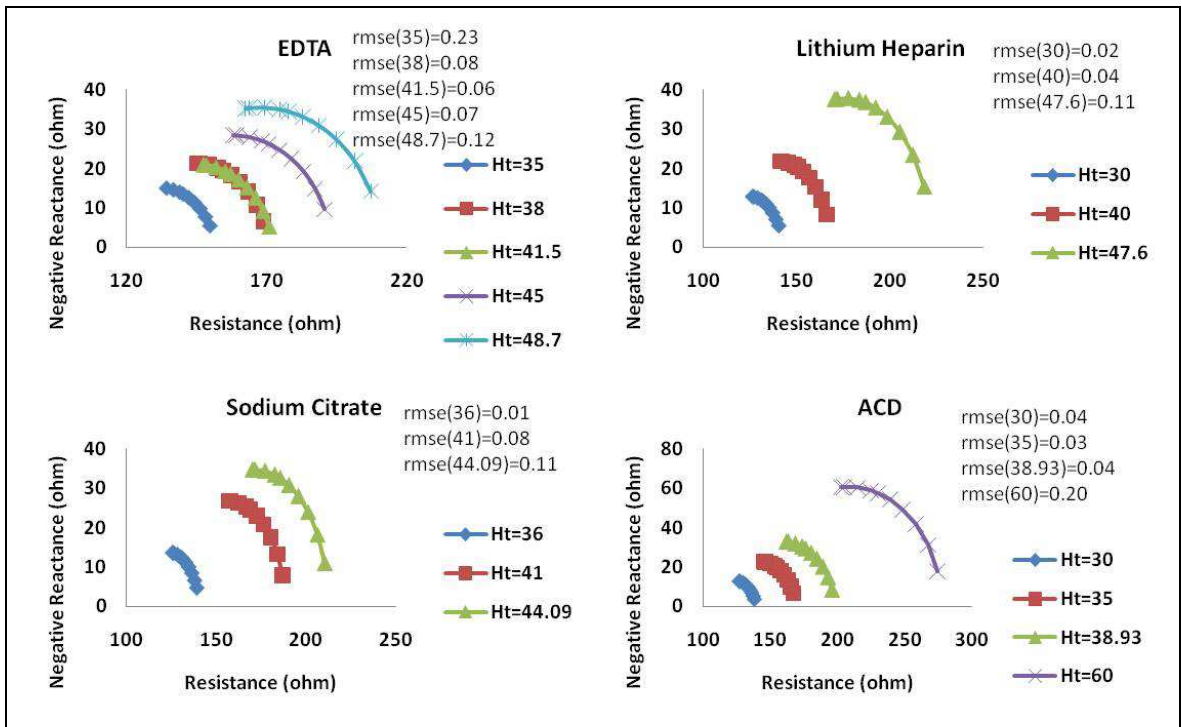 EDTA
rmse(35)=0.23
rmse(38)=0.08
rmse(41.5)=0.06
rmse(45)=0.07
rmse(48.7)=0.12
Negative Reactance (ohm)
40
30
20
10
0
120 170 220
Resistance (ohm)
Ht=35
Ht=38
Ht=41.5
Ht=45
Ht=48.7
Lithium Heparin
rmse(30)=0.02
rmse(40)=0.04
rmse(47.6)=0.11
Negative Reactance (ohm)
40
30
20
10
0
100 150 200 250
Resistance (ohm)
Ht=30
Ht=40
Ht=47.6
Sodium Citrate
rmse(36)=0.01
rmse(41)=0.08
rmse(44.09)=0.11
Negative Reactance (ohm)
40
30
20
10
0
100 150 200 250
Resistance (ohm)
Ht=36
Ht=41
Ht=44.09
ACD
rmse(30)=0.04
rmse(35)=0.03
rmse(38.93)=0.04
rmse(60)=0.20
Negative Reactance (ohm)
80
60
40
20
0
100 150 200 250 300
Resistance (ohm)
Ht=30
Ht=35
Ht=38.93
Ht=60